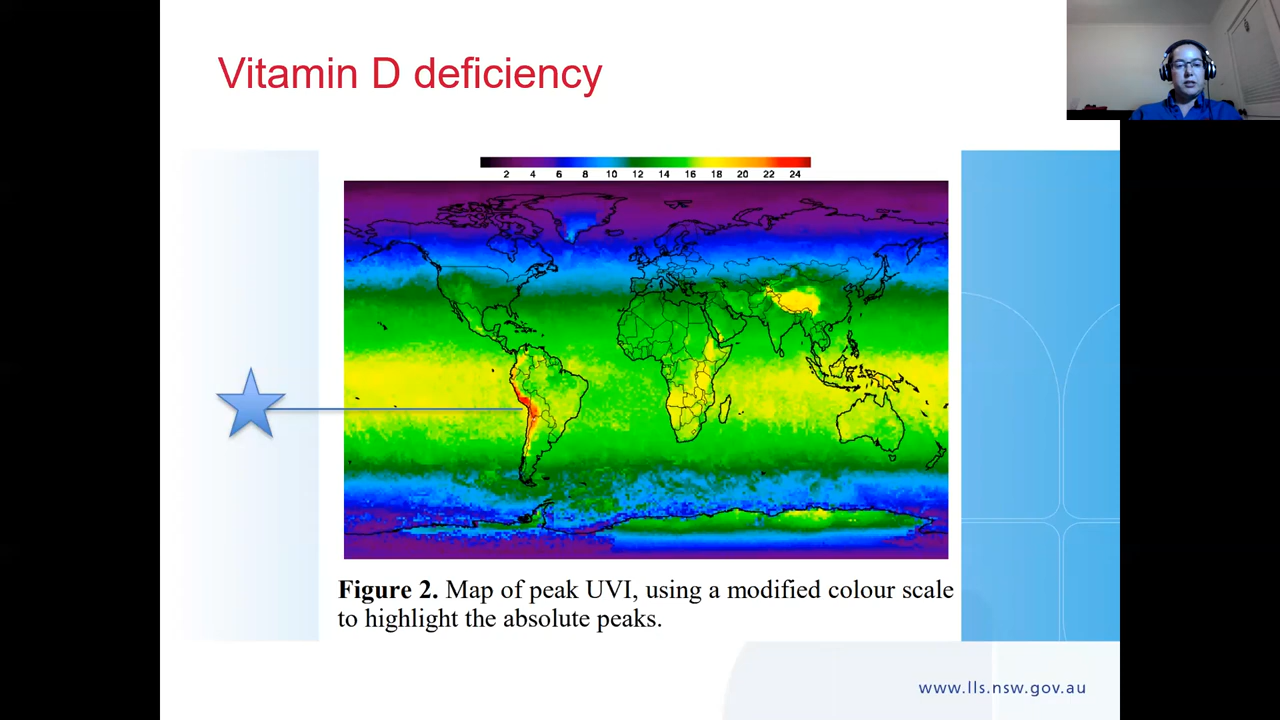 Vitamin D deficiency
2 4 6 8 10 12 14 16 18 20 22 24
Figure 2. Map of peak UVI, using a modified colour scale
to highlight the absolute peaks.
www.lls.nsw.gov.au